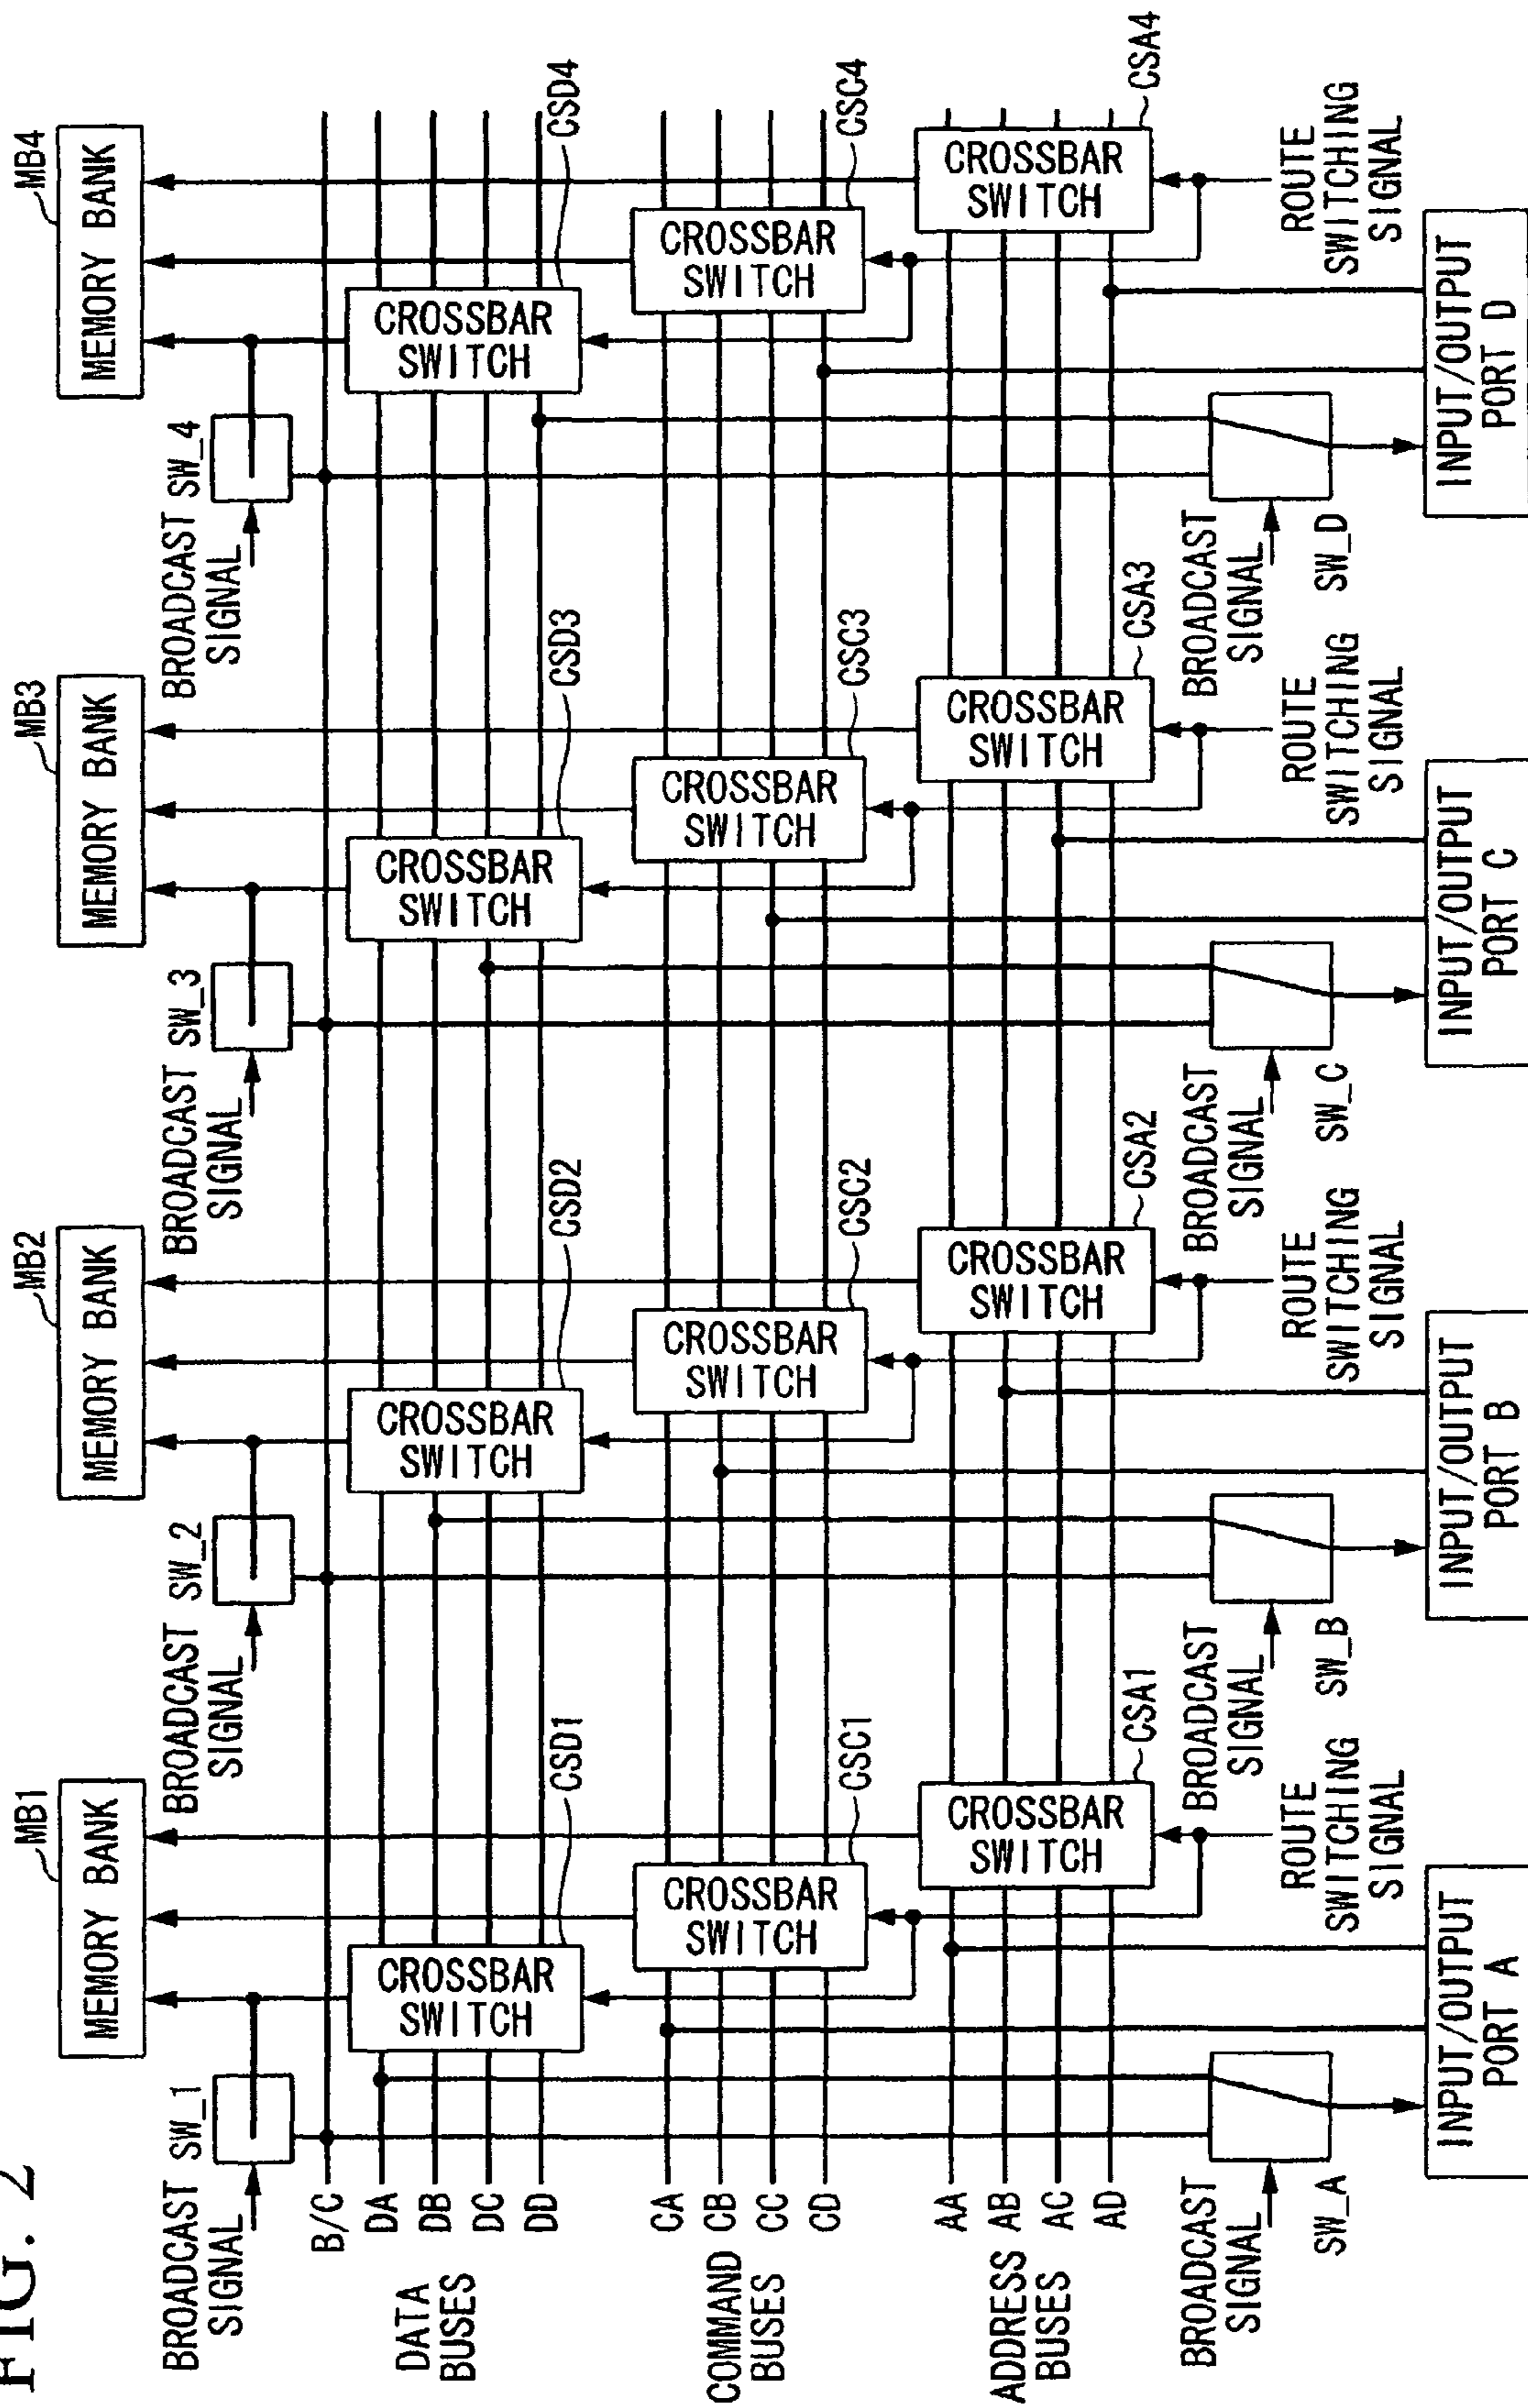 FIG. 2
MB1
MB2
MB3
MB4
MEMORY BANK
MEMORY BANK
MEMORY BANK
MEMORY BANK
BROADCAST
SIGNAL
SW_1
BROADCAST
SIGNAL
SW_2
BROADCAST
SIGNAL
SW_3
BROADCAST
SIGNAL
SW_4
B/C
DATA
BUSES
DA
DB
DC
DD
CROSSBAR
SWITCH
CSD1
CROSSBAR
SWITCH
CSD2
CROSSBAR
SWITCH
CSD3
CROSSBAR
SWITCH
CSD4
COMMAND
BUSES
CA
CB
CC
CD
CROSSBAR
SWITCH
CSC1
CROSSBAR
SWITCH
CSC2
CROSSBAR
SWITCH
CSC3
CROSSBAR
SWITCH
CSC4
ADDRESS
BUSES
AA
AB
AC
AD
CROSSBAR
SWITCH
CSA1
CROSSBAR
SWITCH
CSA2
CROSSBAR
SWITCH
CSA3
CROSSBAR
SWITCH
CSA4
BROADCAST
SIGNAL
SW_A
ROUTE
SWITCHING
SIGNAL
BROADCAST
SIGNAL
SW_B
ROUTE
SWITCHING
SIGNAL
BROADCAST
SIGNAL
SW_C
ROUTE
SWITCHING
SIGNAL
BROADCAST
SIGNAL
SW_D
ROUTE
SWITCHING
SIGNAL
INPUT/OUTPUT
PORT A
INPUT/OUTPUT
PORT B
INPUT/OUTPUT
PORT C
INPUT/OUTPUT
PORT D